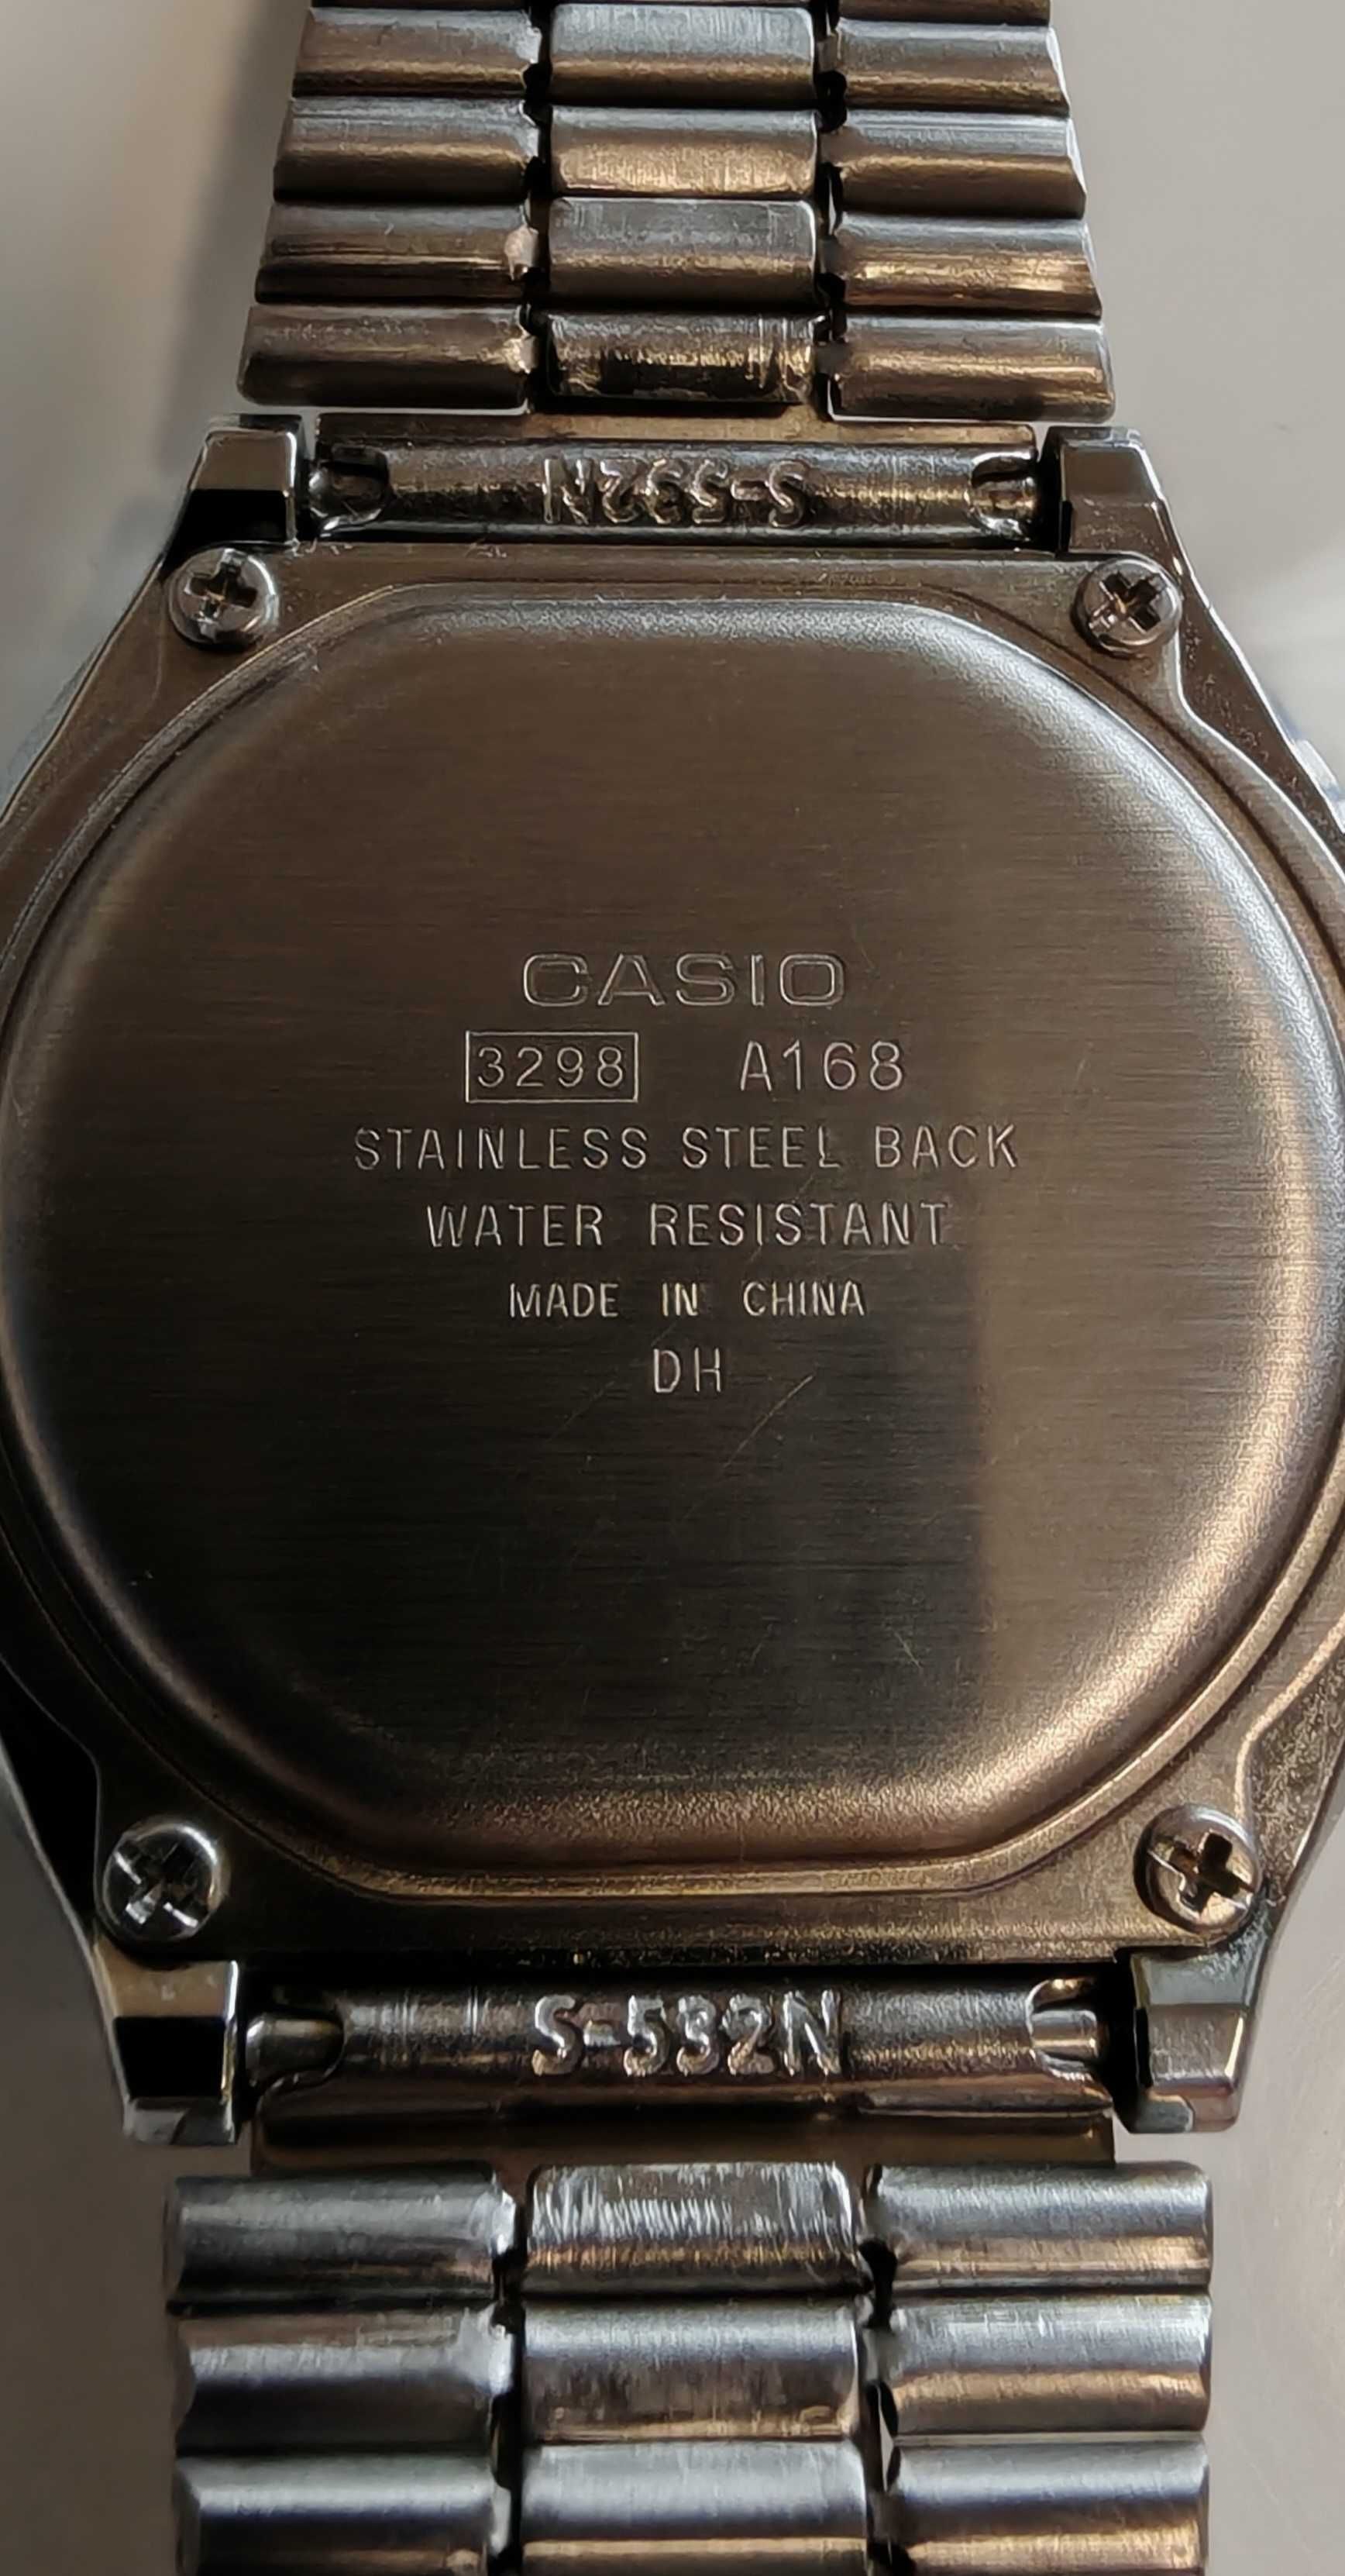 S-532N
CASIO
3298 A168
STAINLESS STEEL BACK
WATER RESISTANT
MADE IN CHINA
DH
S-532N